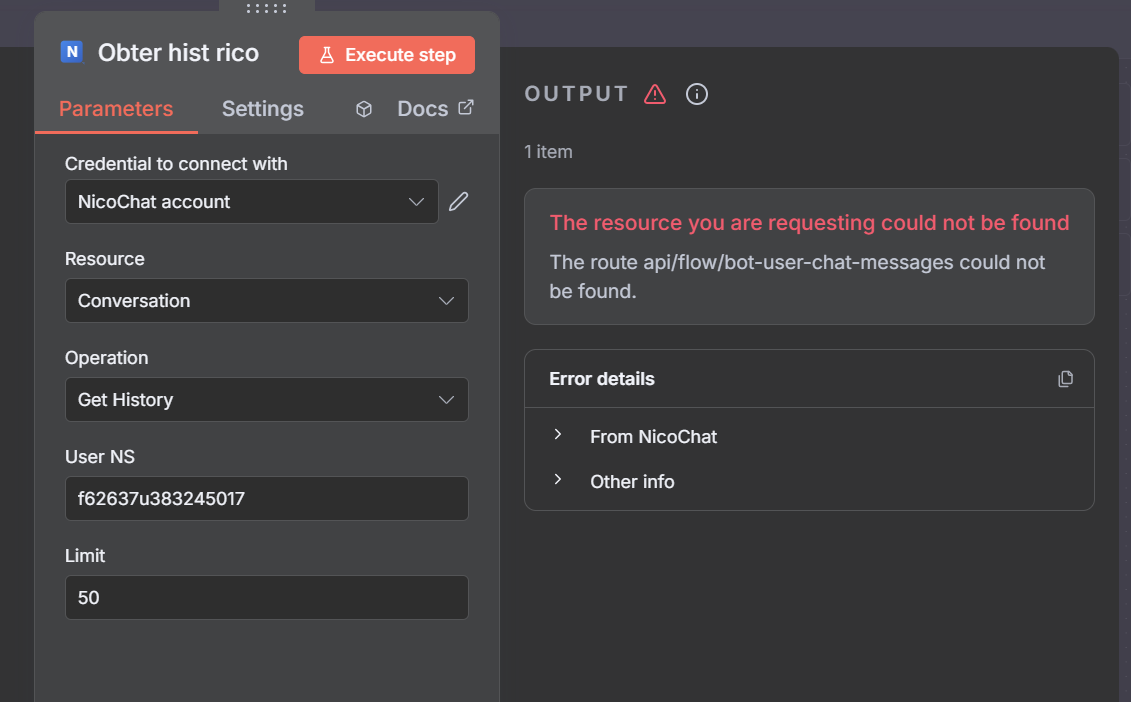 N Obter hist rico
Execute step
Parameters
Settings
Docs
Credential to connect with
NicoChat account
Resource
Conversation
Operation
Get History
User NS
f62637u383245017
Limit
50
OUTPUT
1 item
The resource you are requesting could not be found
The route api/flow/bot-user-chat-messages could not
be found.
Error details
From NicoChat
Other info